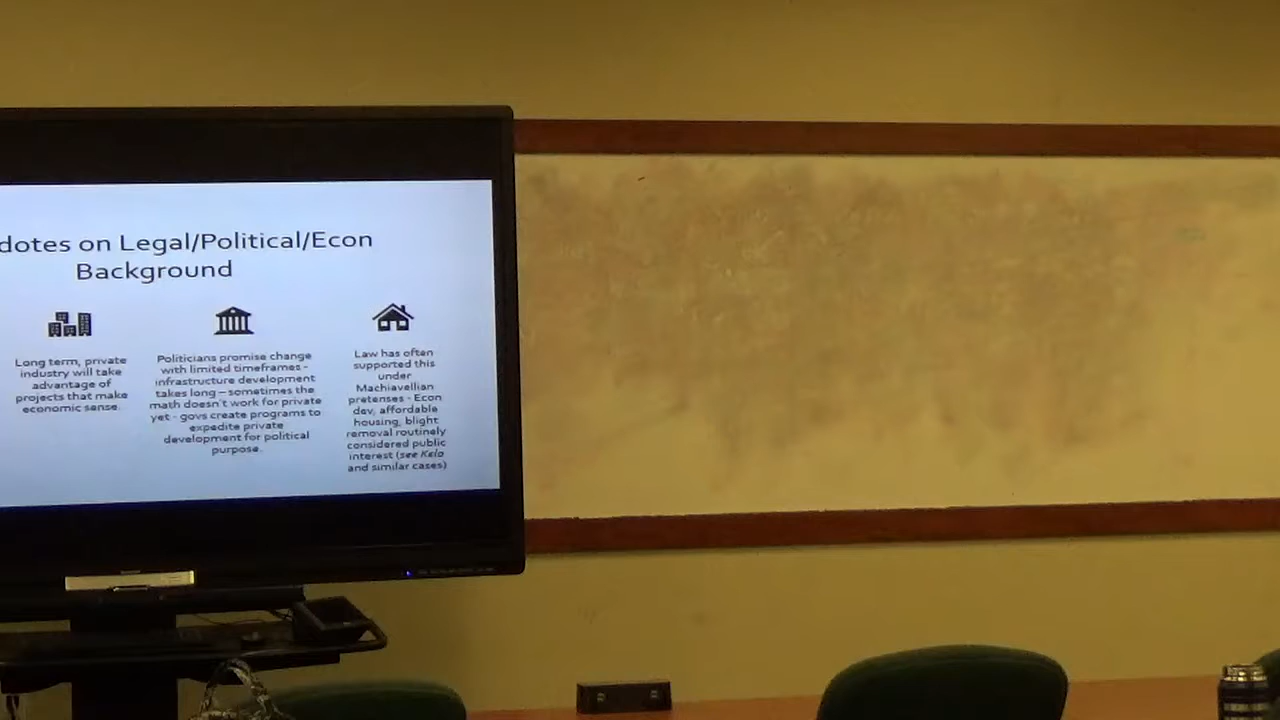 dotes on Legal/Political/Econ
Background
Long term, private
industry will take
advantage of
projects that make
economic sense.
Politicians promise change
with limited timeframes -
infrastructure development
takes long – sometimes the
math doesn't work for private
yet - govs create programs to
expedite private
development for political
purpose.
Law has often
supported this
under
Machiavellian
pretenses - Econ
dev, affordable
housing, blight
removal routinely
considered public
interest (see Kelo
and similar cases)